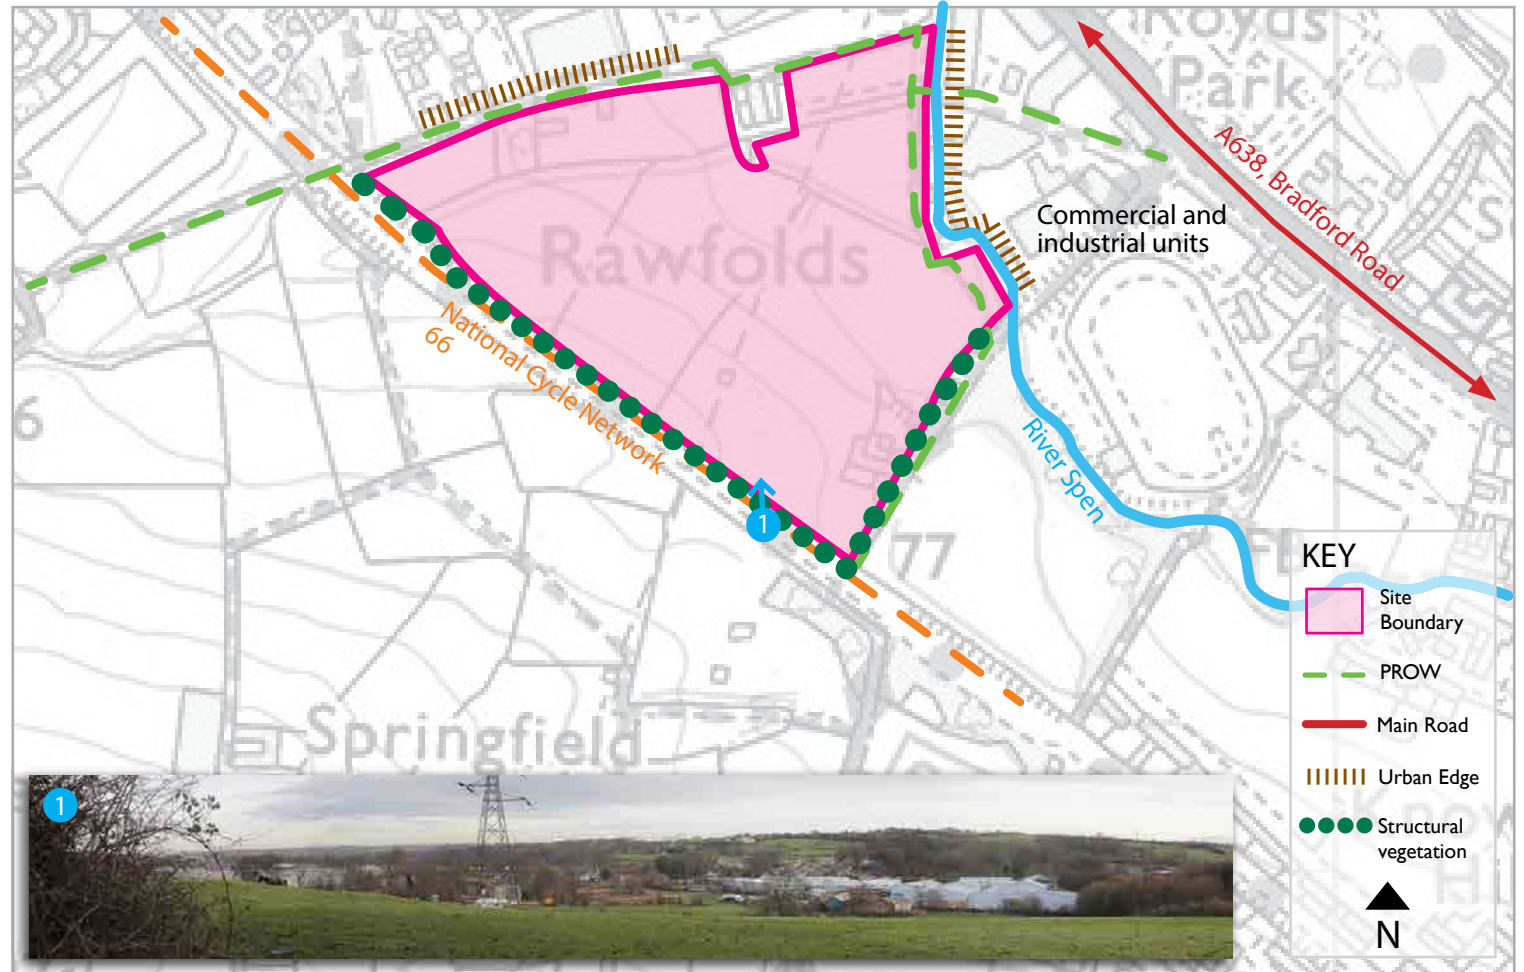 Royds
Park
A638, Bradford Road
Commercial and
industrial units
Rawfolds
National Cycle Network
66
6
River Spen
1
77
Springfield
1
KEY
Site
Boundary
PROW
Main Road
Urban Edge
Structural
vegetation
N